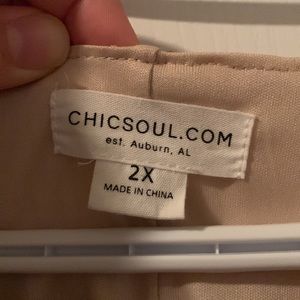 CHICSOUL.COM
est. Auburn, AL
2X
MADE IN CHINA